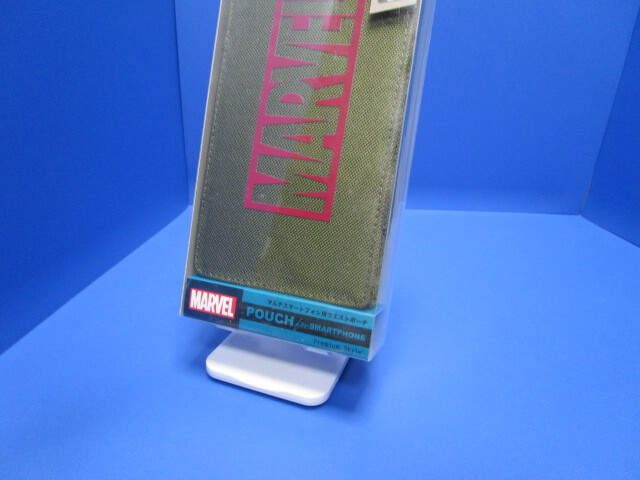 MARVEL
MARVEL
マルチスマートフォン用ウエストポーチ
POUCH for SMARTPHONE
Premium Style